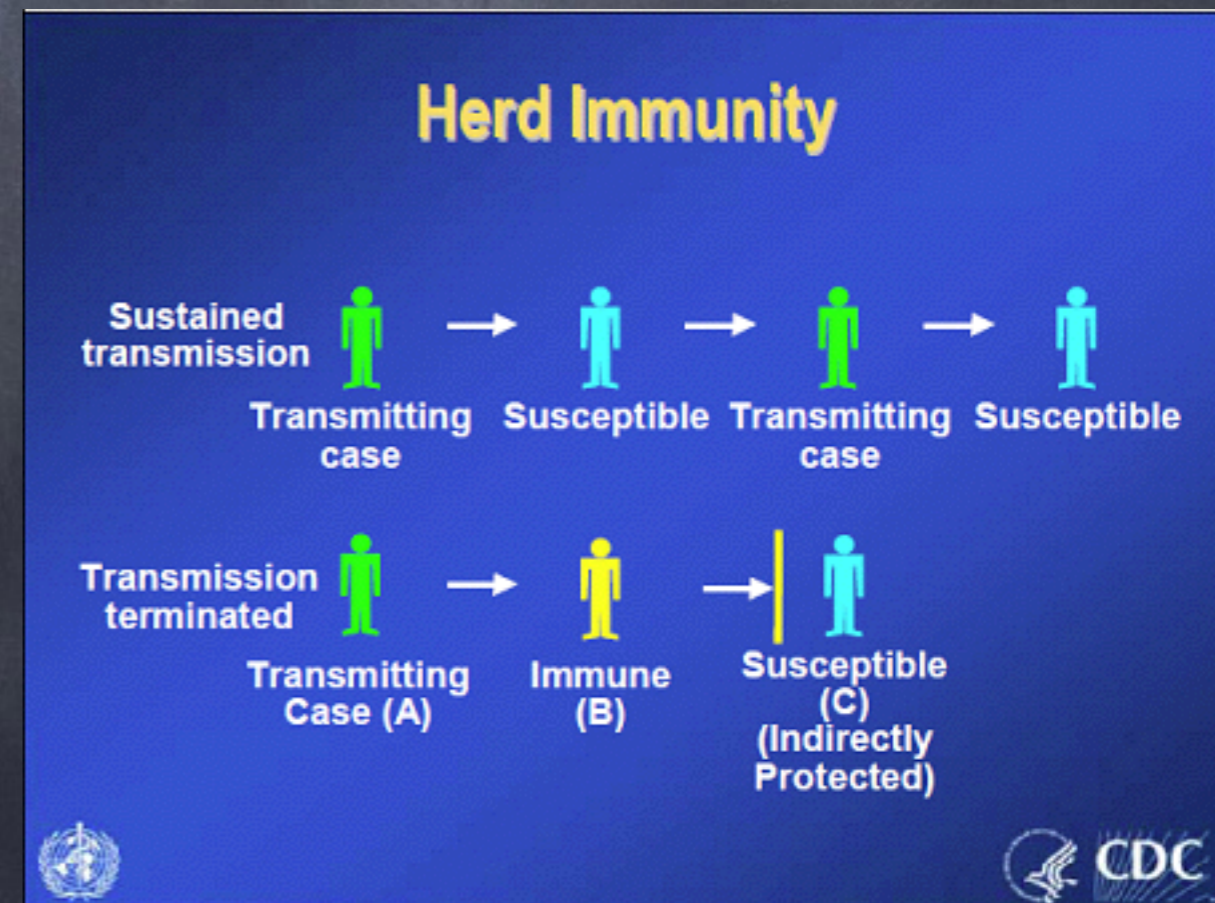 Herd Immunity
Sustained
transmission
Transmitting
case
Susceptible
Transmitting
case
Susceptible
Transmission
terminated
Transmitting
Case (A)
Immune
(B)
Susceptible
(C)
(Indirectly
Protected)
CDC